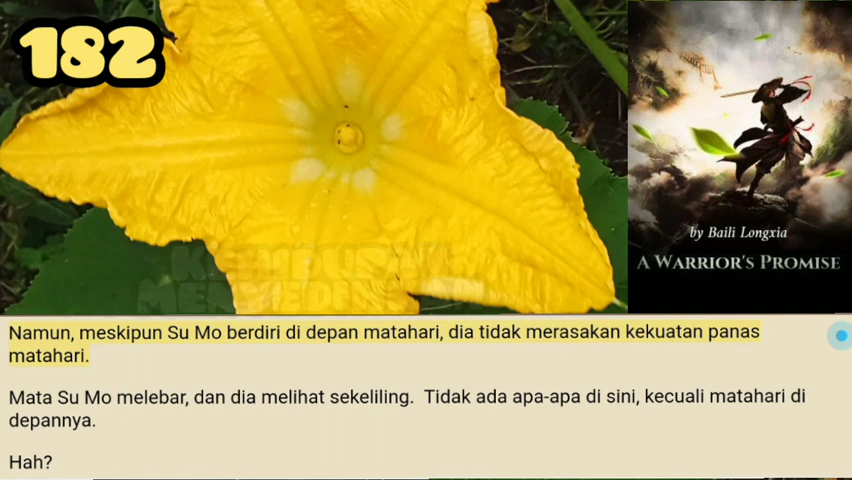 182
by Baili Longxia
A WARRIOR'S PROMISE
Namun, meskipun Su Mo berdiri di depan matahari, dia tidak merasakan kekuatan panas
matahari.
Mata Su Mo melebar, dan dia melihat sekeliling. Tidak ada apa-apa di sini, kecuali matahari di
depannya.
Hah?